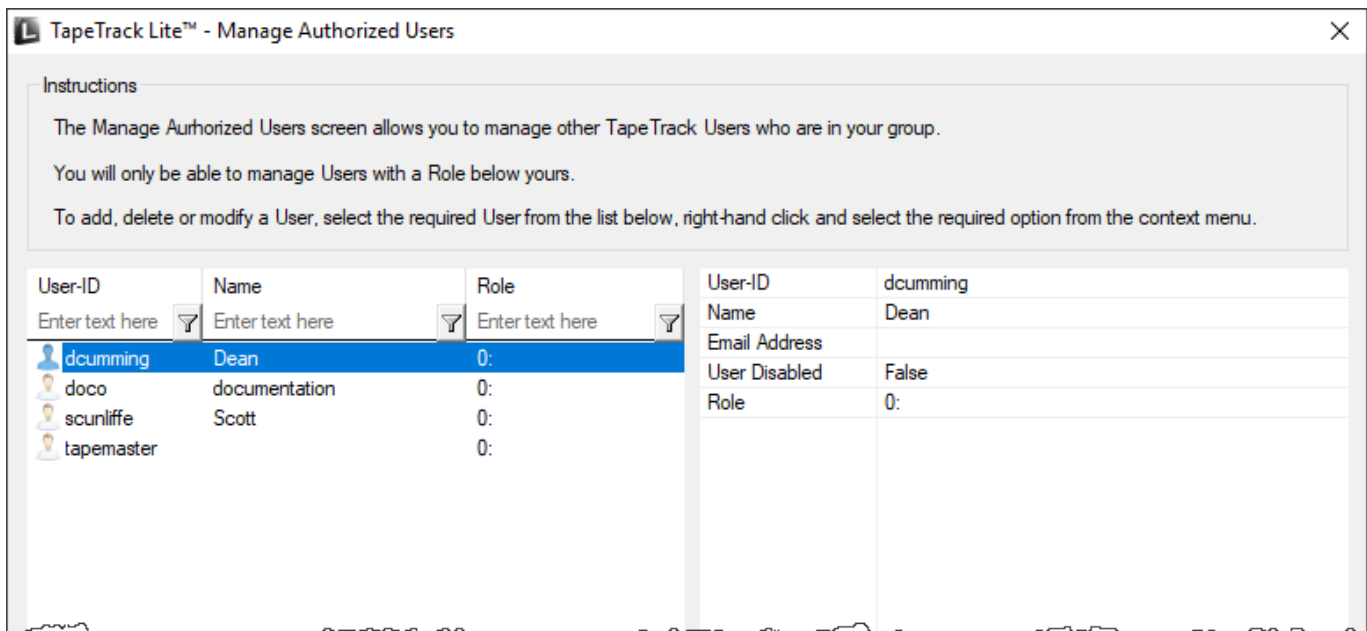 TapeTrack Lite™ - Manage Authorized Users
Instructions
The Manage Aurhorized Users screen allows you to manage other TapeTrack Users who are in your group.
You will only be able to manage Users with a Role below yours.
To add, delete or modify a User, select the required User from the list below, right-hand click and select the required option from the context menu.
User-ID Name Role
Enter text here Enter text here Enter text here
dcumming Dean 0:
doco documentation 0:
scunliffe Scott 0:
tapemaster 0:
User-ID dcumming
Name Dean
Email Address
User Disabled False
Role 0: